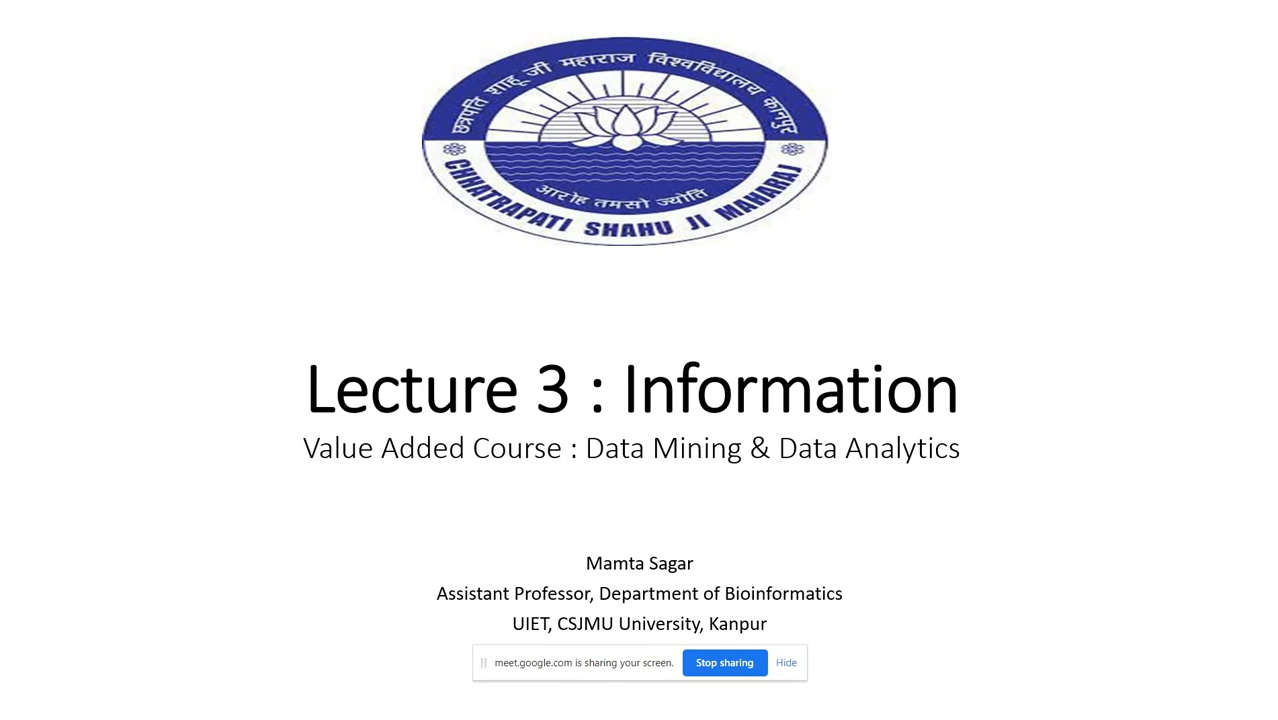 छत्रपति शाहू जी महाराज विश्वविद्यालय कानपुर
आरोह तमसो ज्योति
CHHATRAPATI SHAHU JI MAHARAJ
Lecture 3 : Information
Value Added Course : Data Mining & Data Analytics
Mamta Sagar
Assistant Professor, Department of Bioinformatics
UIET, CSJMU University, Kanpur
meet.google.com is sharing your screen. Stop sharing Hide